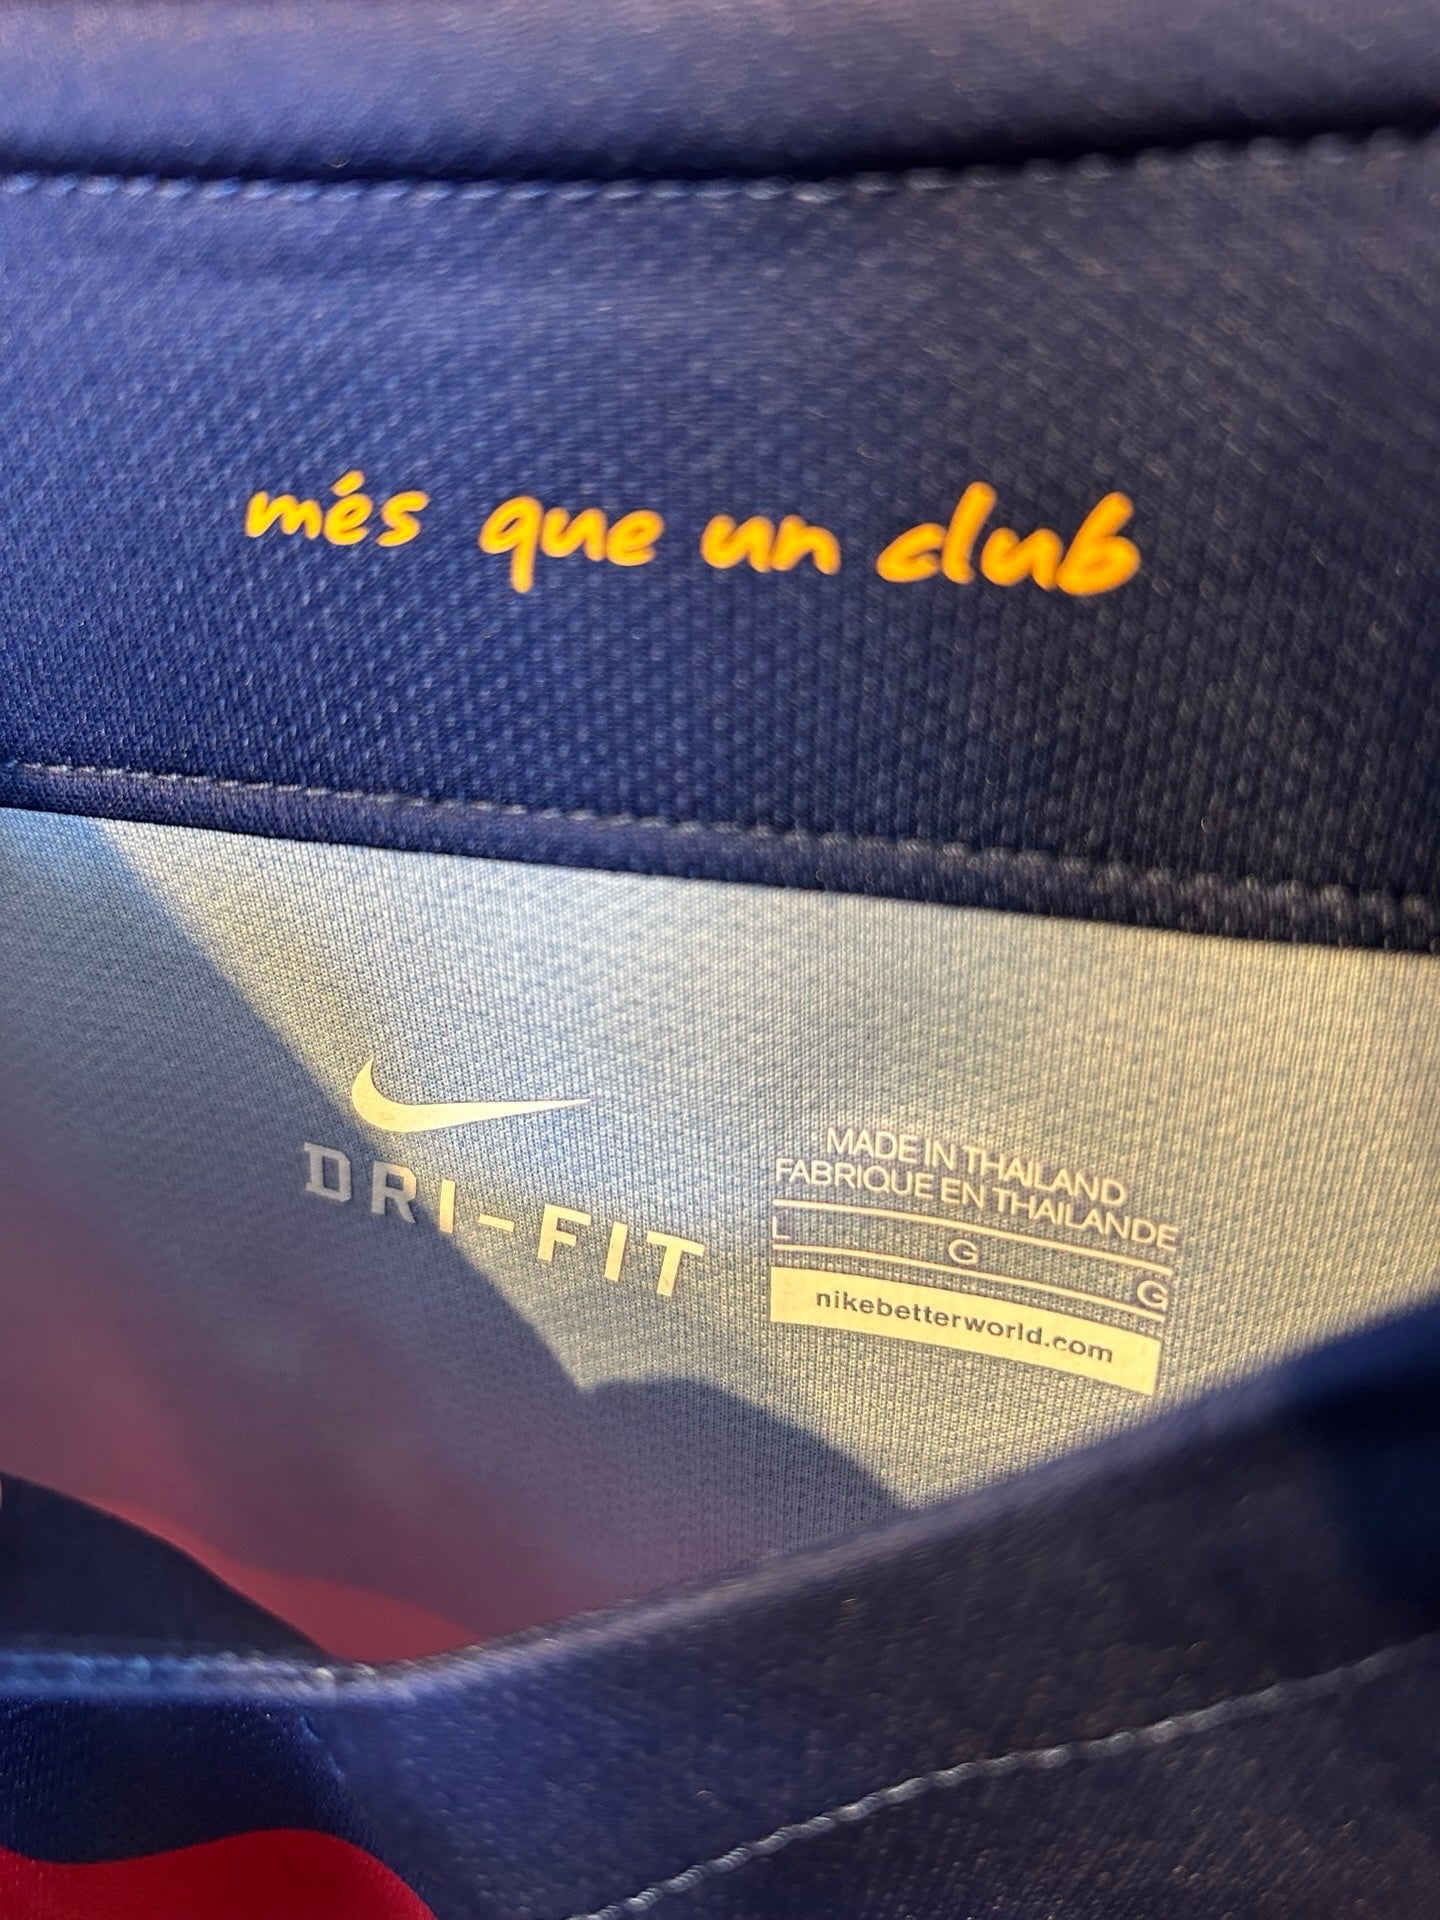 més que un club
DRI-FIT
MADE IN THAILAND
FABRIQUE EN THAILANDE
L G G
nikebetterworld.com